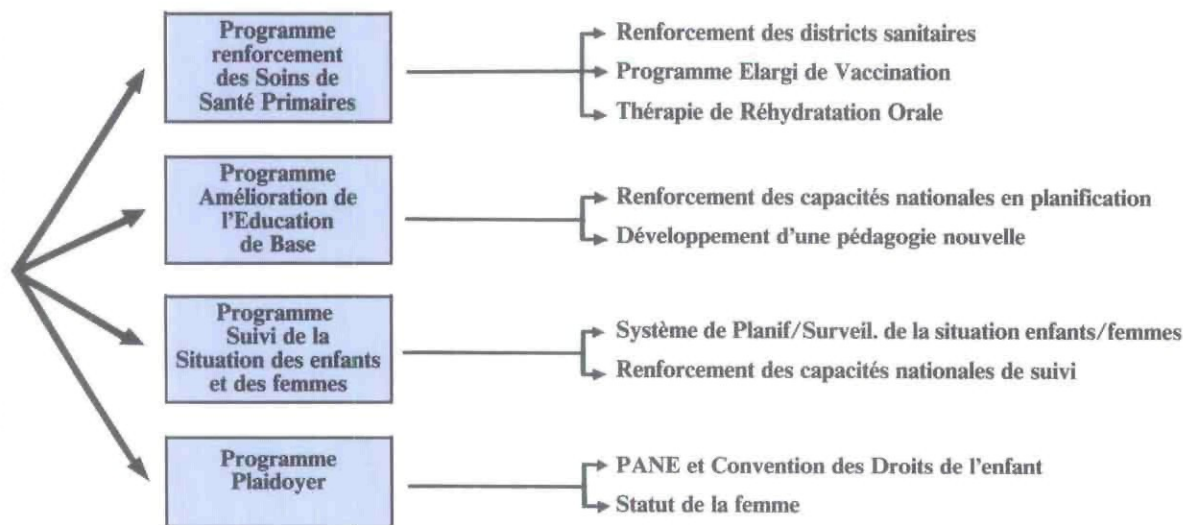 Programme
renforcement
des Soins de
Santé Primaires
Renforcement des districts sanitaires
Programme Elargi de Vaccination
Thérapie de Réhydratation Orale
Programme
Amélioration de
l'Education
de Base
Renforcement des capacités nationales en planification
Développement d'une pédagogie nouvelle
Programme
Suivi de la
Situation des enfants
et des femmes
Système de Planif/Surveil. de la situation enfants/femmes
Renforcement des capacités nationales de suivi
Programme
Plaidoyer
PANE et Convention des Droits de l'enfant
Statut de la femme